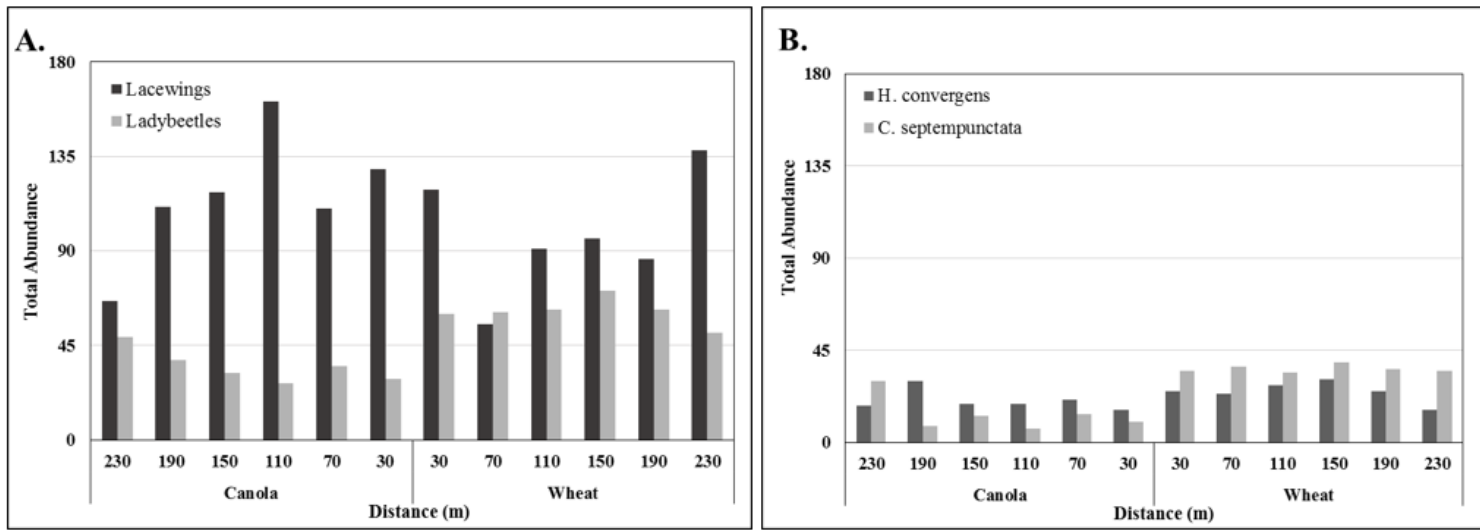 A.
180
135
90
45
0
Total Abundance
Lacewings
Ladybeetles
230 190 150 110 70 30 30 70 110 150 190 230
Canola Wheat
Distance (m)
B.
180
135
90
45
0
Total Abundance
H. convergens
C. septempunctata
230 190 150 110 70 30 30 70 110 150 190 230
Canola Wheat
Distance (m)